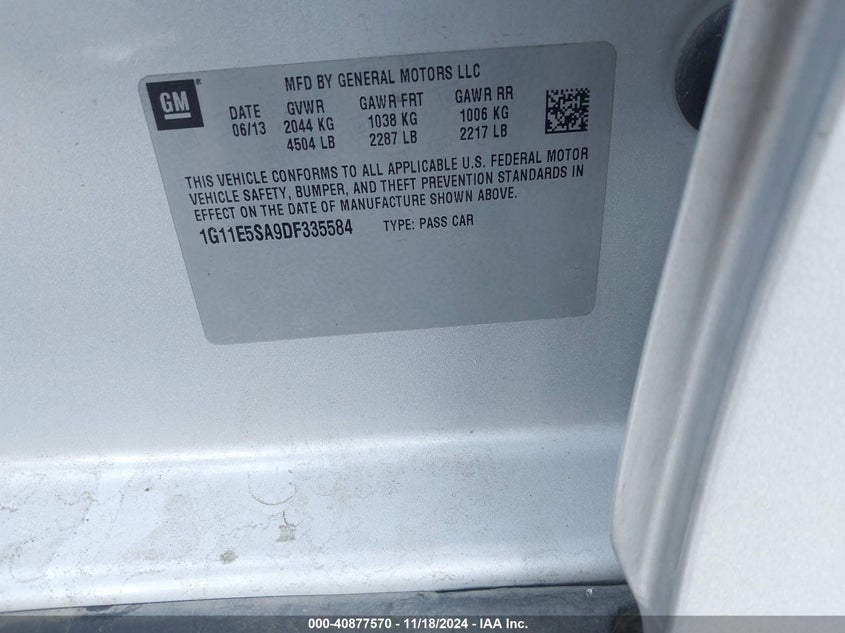 MFD BY GENERAL MOTORS LLC
GM®
DATE GVWR GAWR FRT GAWR RR
06/13 2044 KG 1038 KG 1006 KG
4504 LB 2287 LB 2217 LB
THIS VEHICLE CONFORMS TO ALL APPLICABLE U.S. FEDERAL MOTOR
VEHICLE SAFETY, BUMPER, AND THEFT PREVENTION STANDARDS IN
EFFECT ON THE DATE OF MANUFACTURE SHOWN ABOVE.
1G11E5SA9DF335584 TYPE: PASS CAR
000-40877570 - 11/18/2024 - IAA Inc.